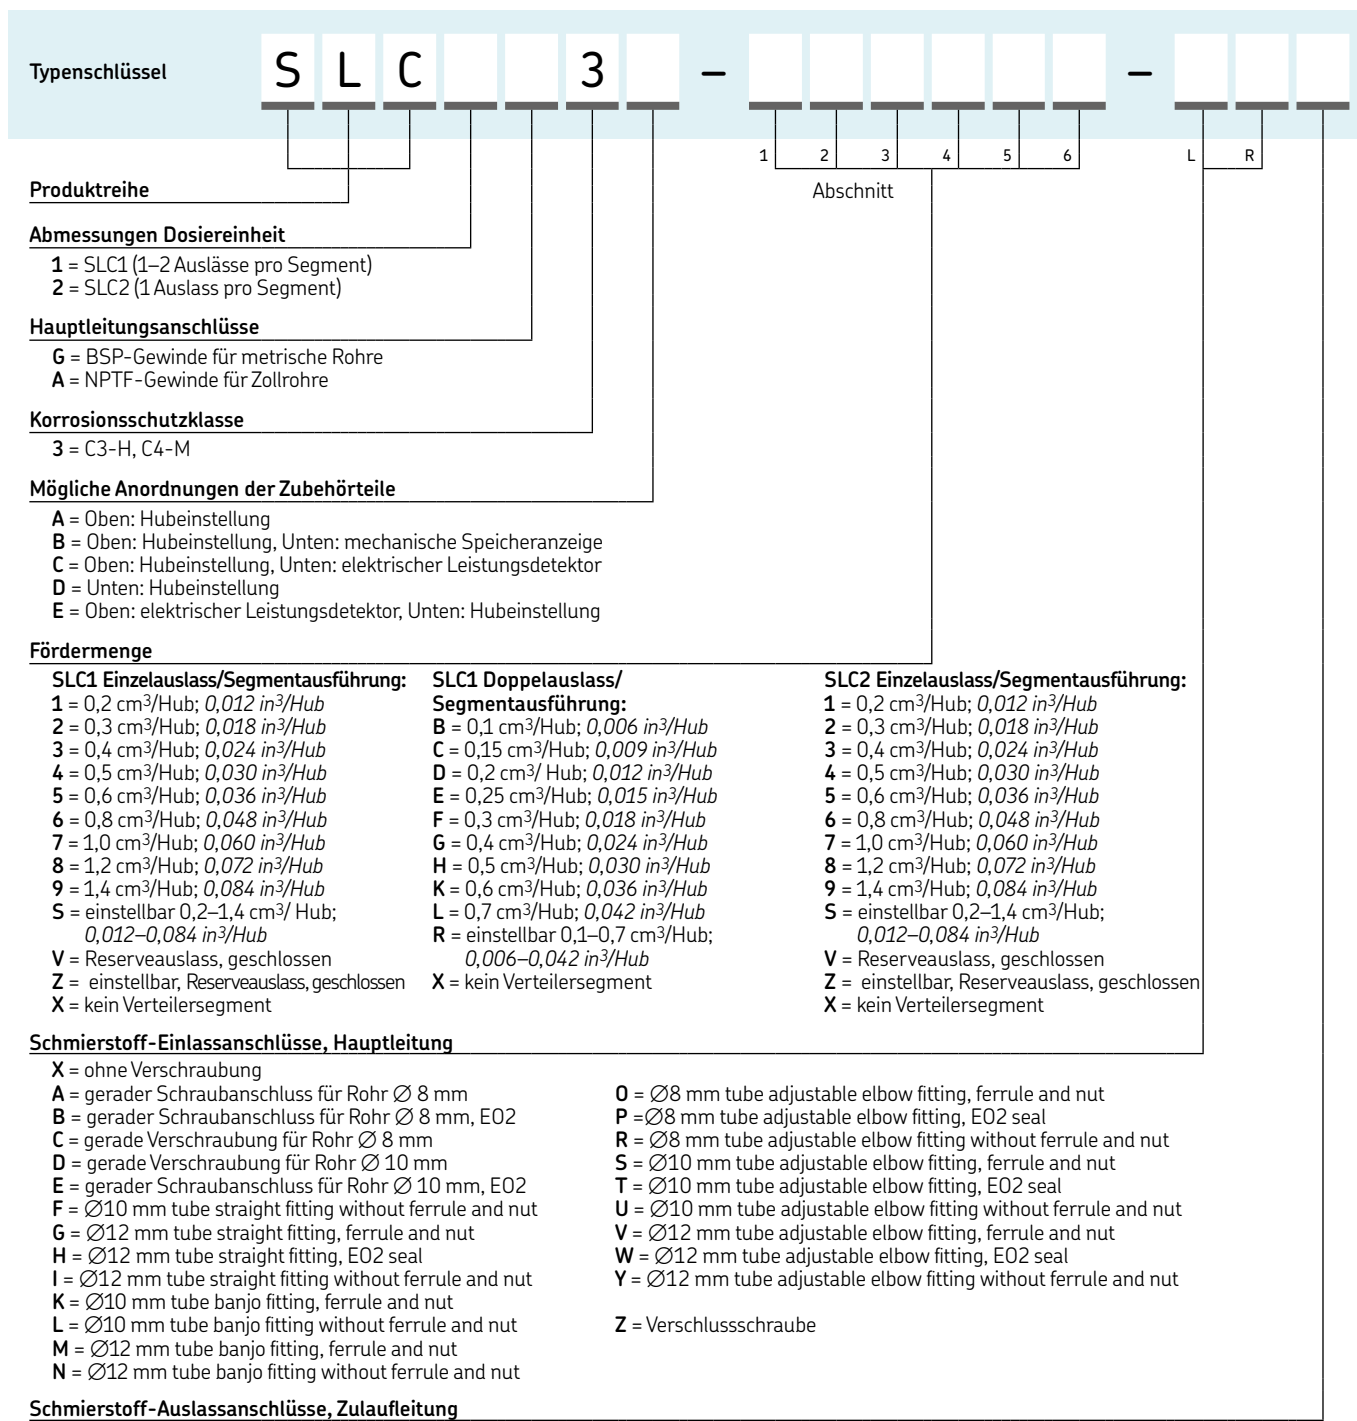 Typenschlüssel S L C 3 – –
1 2 3 4 5 6 L R
Abschnitt
Produktreihe
Abmessungen Dosiereinheit
1 = SLC1 (1–2 Auslässe pro Segment)
2 = SLC2 (1 Auslass pro Segment)
Hauptleitungsanschlüsse
G = BSP-Gewinde für metrische Rohre
A = NPTF-Gewinde für Zollrohre
Korrosionsschutzklasse
3 = C3-H, C4-M
Mögliche Anordnungen der Zubehörteile
A = Oben: Hubeinstellung
B = Oben: Hubeinstellung, Unten: mechanische Speicheranzeige
C = Oben: Hubeinstellung, Unten: elektrischer Leistungsdetektor
D = Unten: Hubeinstellung
E = Oben: elektrischer Leistungsdetektor, Unten: Hubeinstellung
Fördermenge
SLC1 Einzelauslass/Segmentausführung:
1 = 0,2 cm³/Hub; 0,012 in³/Hub
2 = 0,3 cm³/Hub; 0,018 in³/Hub
3 = 0,4 cm³/Hub; 0,024 in³/Hub
4 = 0,5 cm³/Hub; 0,030 in³/Hub
5 = 0,6 cm³/Hub; 0,036 in³/Hub
6 = 0,8 cm³/Hub; 0,048 in³/Hub
7 = 1,0 cm³/Hub; 0,060 in³/Hub
8 = 1,2 cm³/Hub; 0,072 in³/Hub
9 = 1,4 cm³/Hub; 0,084 in³/Hub
S = einstellbar 0,2–1,4 cm³/ Hub;
0,012–0,084 in³/Hub
V = Reserveauslass, geschlossen
Z = einstellbar, Reserveauslass, geschlossen
X = kein Verteilersegment
SLC1 Doppelauslass/
Segmentausführung:
B = 0,1 cm³/Hub; 0,006 in³/Hub
C = 0,15 cm³/Hub; 0,009 in³/Hub
D = 0,2 cm³/ Hub; 0,012 in³/Hub
E = 0,25 cm³/Hub; 0,015 in³/Hub
F = 0,3 cm³/Hub; 0,018 in³/Hub
G = 0,4 cm³/Hub; 0,024 in³/Hub
H = 0,5 cm³/Hub; 0,030 in³/Hub
K = 0,6 cm³/Hub; 0,036 in³/Hub
L = 0,7 cm³/Hub; 0,042 in³/Hub
R = einstellbar 0,1–0,7 cm³/Hub;
0,006–0,042 in³/Hub
X = kein Verteilersegment
SLC2 Einzelauslass/Segmentausführung:
1 = 0,2 cm³/Hub; 0,012 in³/Hub
2 = 0,3 cm³/Hub; 0,018 in³/Hub
3 = 0,4 cm³/Hub; 0,024 in³/Hub
4 = 0,5 cm³/Hub; 0,030 in³/Hub
5 = 0,6 cm³/Hub; 0,036 in³/Hub
6 = 0,8 cm³/Hub; 0,048 in³/Hub
7 = 1,0 cm³/Hub; 0,060 in³/Hub
8 = 1,2 cm³/Hub; 0,072 in³/Hub
9 = 1,4 cm³/Hub; 0,084 in³/Hub
S = einstellbar 0,2–1,4 cm³/Hub;
0,012–0,084 in³/Hub
V = Reserveauslass, geschlossen
Z = einstellbar, Reserveauslass, geschlossen
X = kein Verteilersegment
Schmierstoff-Einlassanschlüsse, Hauptleitung
X = ohne Verschraubung
A = gerader Schraubanschluss für Rohr Ø 8 mm
B = gerader Schraubanschluss für Rohr Ø 8 mm, EO2
C = gerade Verschraubung für Rohr Ø 8 mm
D = gerade Verschraubung für Rohr Ø 10 mm
E = gerader Schraubanschluss für Rohr Ø 10 mm, EO2
F = Ø10 mm tube straight fitting without ferrule and nut
G = Ø12 mm tube straight fitting, ferrule and nut
H = Ø12 mm tube straight fitting, EO2 seal
I = Ø12 mm tube straight fitting without ferrule and nut
K = Ø10 mm tube banjo fitting, ferrule and nut
L = Ø10 mm tube banjo fitting without ferrule and nut
M = Ø12 mm tube banjo fitting, ferrule and nut
N = Ø12 mm tube banjo fitting without ferrule and nut
O = Ø8 mm tube adjustable elbow fitting, ferrule and nut
P =Ø8 mm tube adjustable elbow fitting, EO2 seal
R = Ø8 mm tube adjustable elbow fitting without ferrule and nut
S = Ø10 mm tube adjustable elbow fitting, ferrule and nut
T = Ø10 mm tube adjustable elbow fitting, EO2 seal
U = Ø10 mm tube adjustable elbow fitting without ferrule and nut
V = Ø12 mm tube adjustable elbow fitting, ferrule and nut
W = Ø12 mm tube adjustable elbow fitting, EO2 seal
Y = Ø12 mm tube adjustable elbow fitting without ferrule and nut
Z = Verschlussschraube
Schmierstoff-Auslassanschlüsse, Zulaufleitung